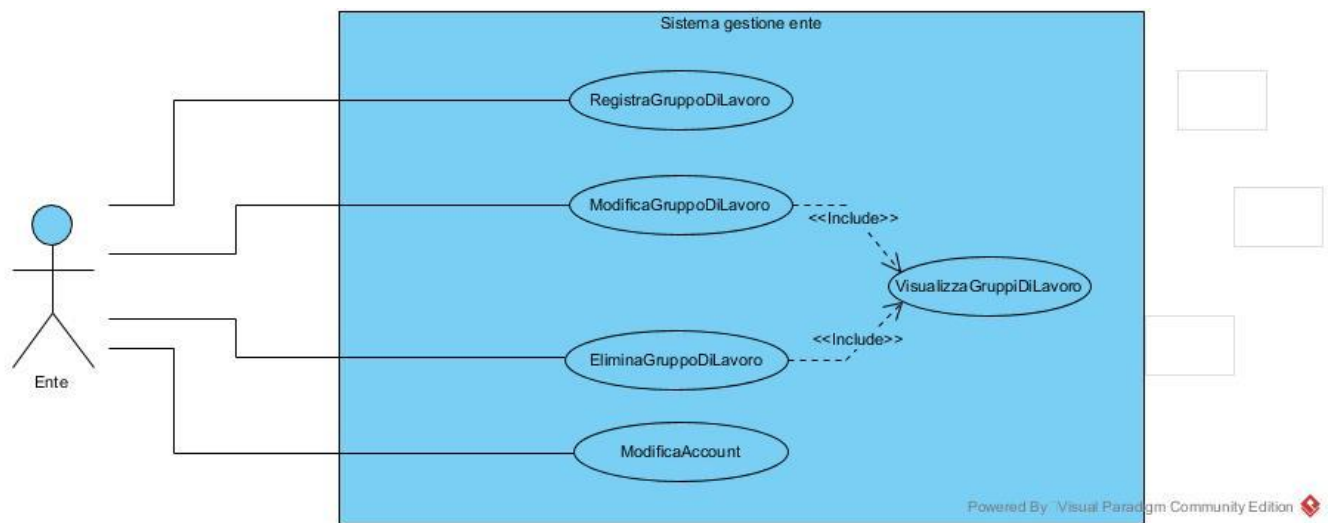 Sistema gestione ente
RegistraGruppoDiLavoro
ModificaGruppoDiLavoro
<<Include>>
VisualizzaGruppiDiLavoro
<<Include>>
EliminaGruppoDiLavoro
Ente
ModificaAccount
Powered By Visual Paradigm Community Edition